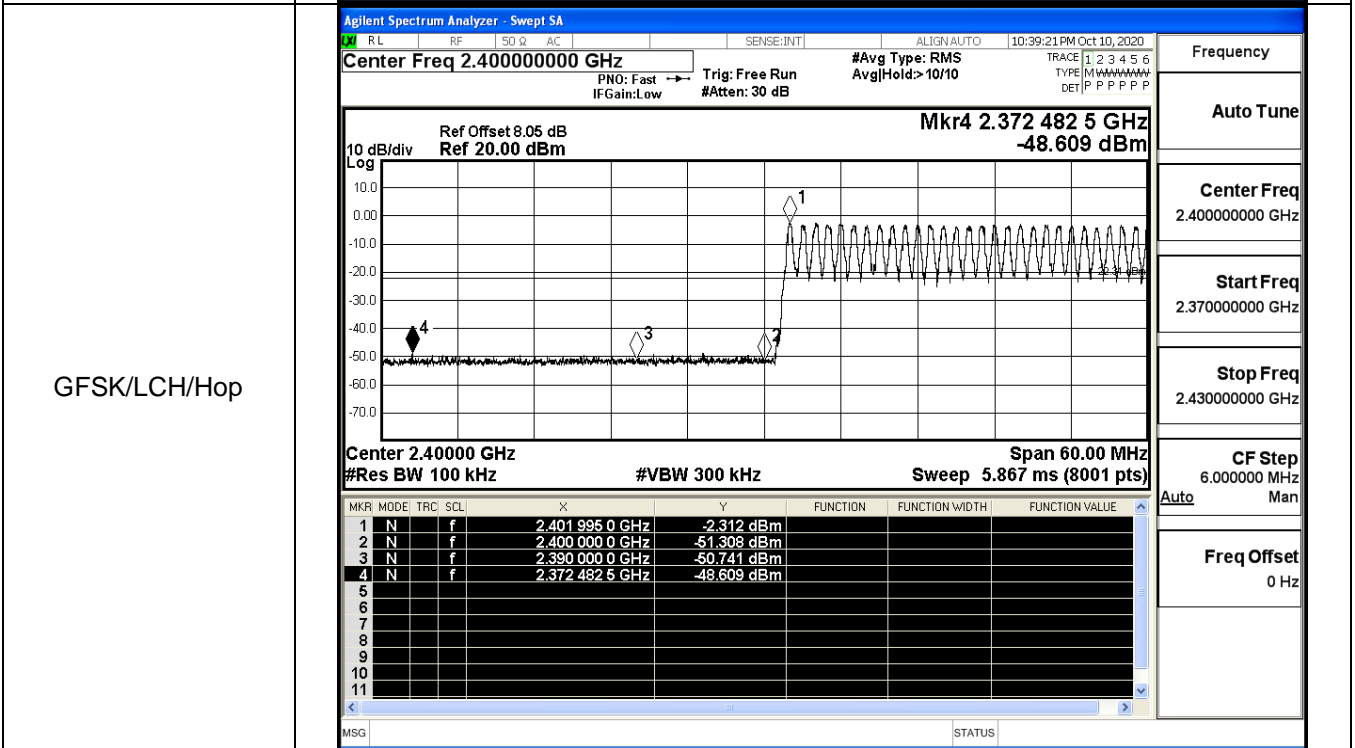 GFSK/LCH/Hop
Agilent Spectrum Analyzer - Swept SA
LXI RL RF 50 Ω AC SENSE:INT ALIGN AUTO 10:39:21 PM Oct 10, 2020
Center Freq 2.400000000 GHz #Avg Type: RMS TRACE 1 2 3 4 5 6
PNO: Fast Trig: Free Run Avg|Hold:>10/10 TYPE M WWWWW
IFGain:Low #Atten: 30 dB DET P P P P P P
Mkr4 2.372 482 5 GHz
Ref Offset 8.05 dB
10 dB/div Ref 20.00 dBm -48.609 dBm
Log
10.0
0.00
-10.0
-20.0
-30.0
-40.0
-50.0
-60.0
-70.0
1
-22.31 dBm
4
3
2
Center 2.40000 GHz Span 60.00 MHz
#Res BW 100 kHz #VBW 300 kHz Sweep 5.867 ms (8001 pts)
MKR MODE TRC SCL X Y FUNCTION FUNCTION WIDTH FUNCTION VALUE
1 N f 2.401 995 0 GHz -2.312 dBm
2 N f 2.400 000 0 GHz -51.308 dBm
3 N f 2.390 000 0 GHz -50.741 dBm
4 N f 2.372 482 5 GHz -48.609 dBm
5
6
7
8
9
10
11
MSG STATUS
Frequency
Auto Tune
Center Freq
2.400000000 GHz
Start Freq
2.370000000 GHz
Stop Freq
2.430000000 GHz
CF Step
6.000000 MHz
Auto Man
Freq Offset
0 Hz